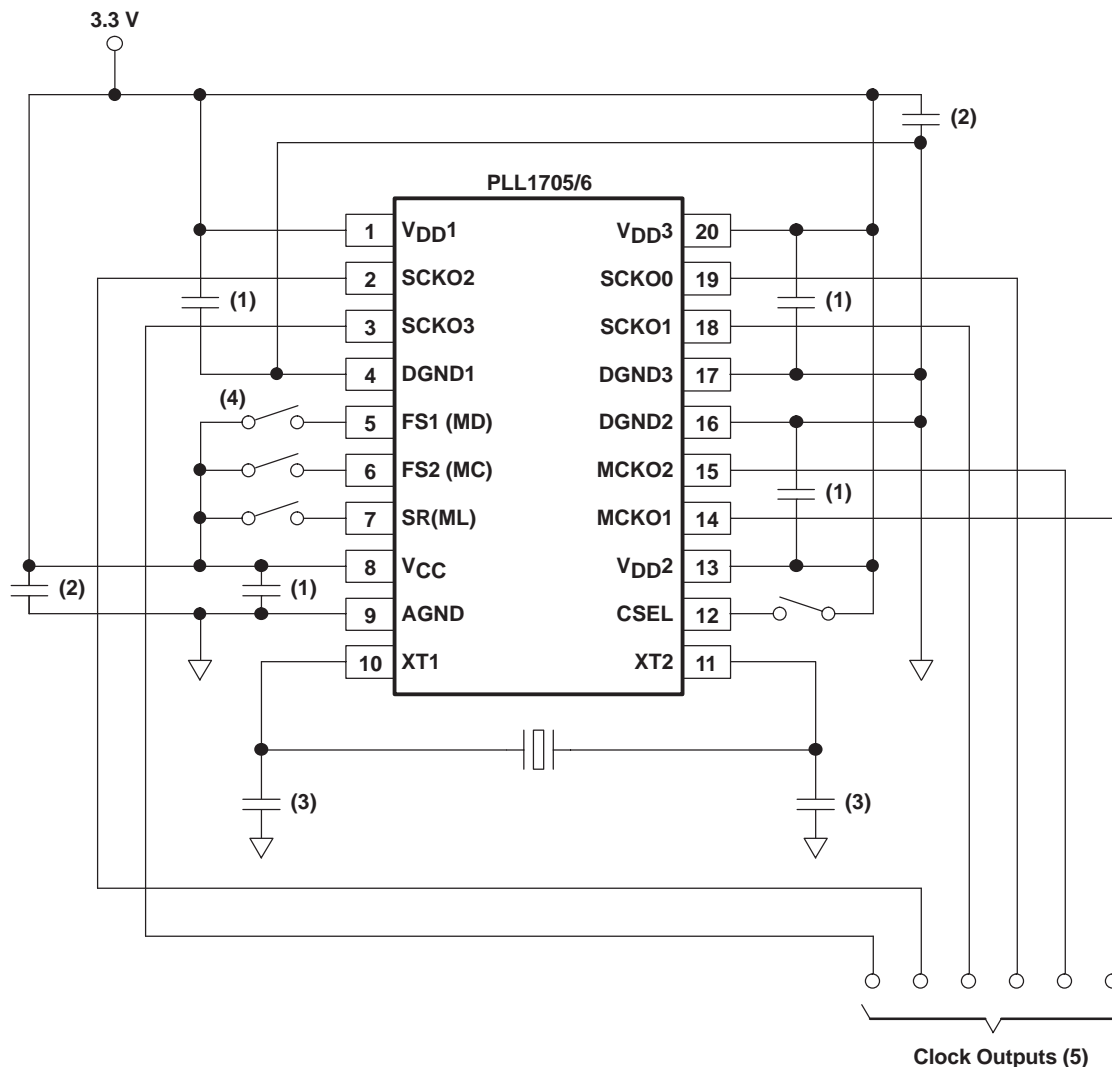 3.3 V
(2)
PLL1705/6
1 VDD1 VDD3 20
2 SCKO2 SCKO0 19
(1) (1)
3 SCKO3 SCKO1 18
4 DGND1 DGND3 17
(4)
5 FS1 (MD) DGND2 16
6 FS2 (MC) MCKO2 15
(1)
7 SR(ML) MCKO1 14
8 VCC VDD2 13
(2) (1)
9 AGND CSEL 12
10 XT1 XT2 11
(3) (3)
Clock Outputs (5)